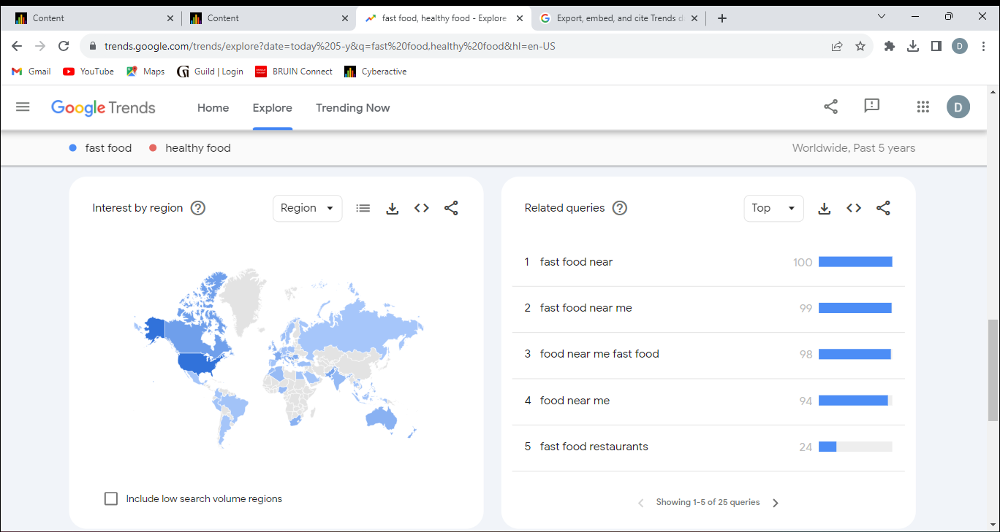 Content
Content
fast food, healthy food - Explore
Export, embed, and cite Trends d
trends.google.com/trends/explore?date=today%205-y&q=fast%20food,healthy%20food&hl=en-US
D
Gmail
YouTube
Maps
Guild | Login
BRUIN Connect
Cyberactive
Google Trends
Home
Explore
Trending Now
D
fast food
healthy food
Worldwide, Past 5 years
Interest by region
Region
Related queries
Top
1 fast food near 100
2 fast food near me 99
3 food near me fast food 98
4 food near me 94
5 fast food restaurants 24
Include low search volume regions
Showing 1-5 of 25 queries